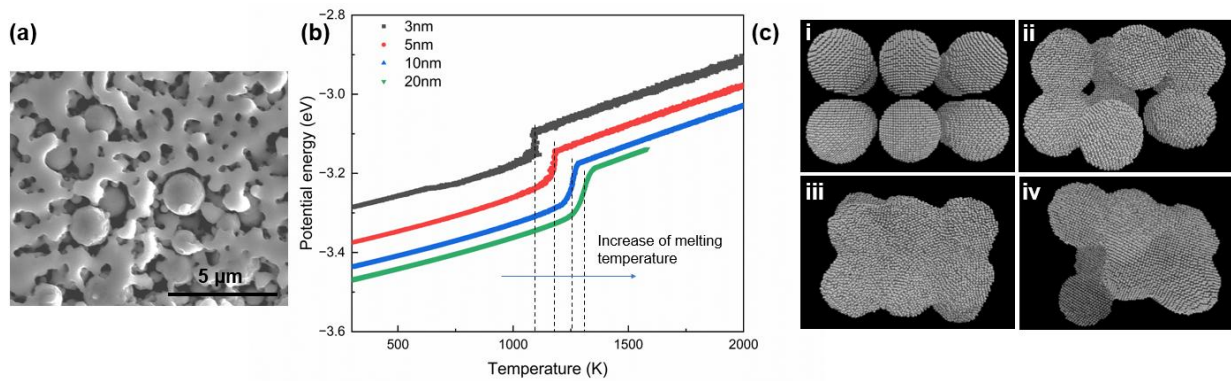 (a)
5 µm
(b)
3nm
5nm
10nm
20nm
−2.8
−3.0
−3.2
−3.4
−3.6
Potential energy (eV)
Increase of melting
temperature
500
1000
1500
2000
Temperature (K)
(c)
i
ii
iii
iv